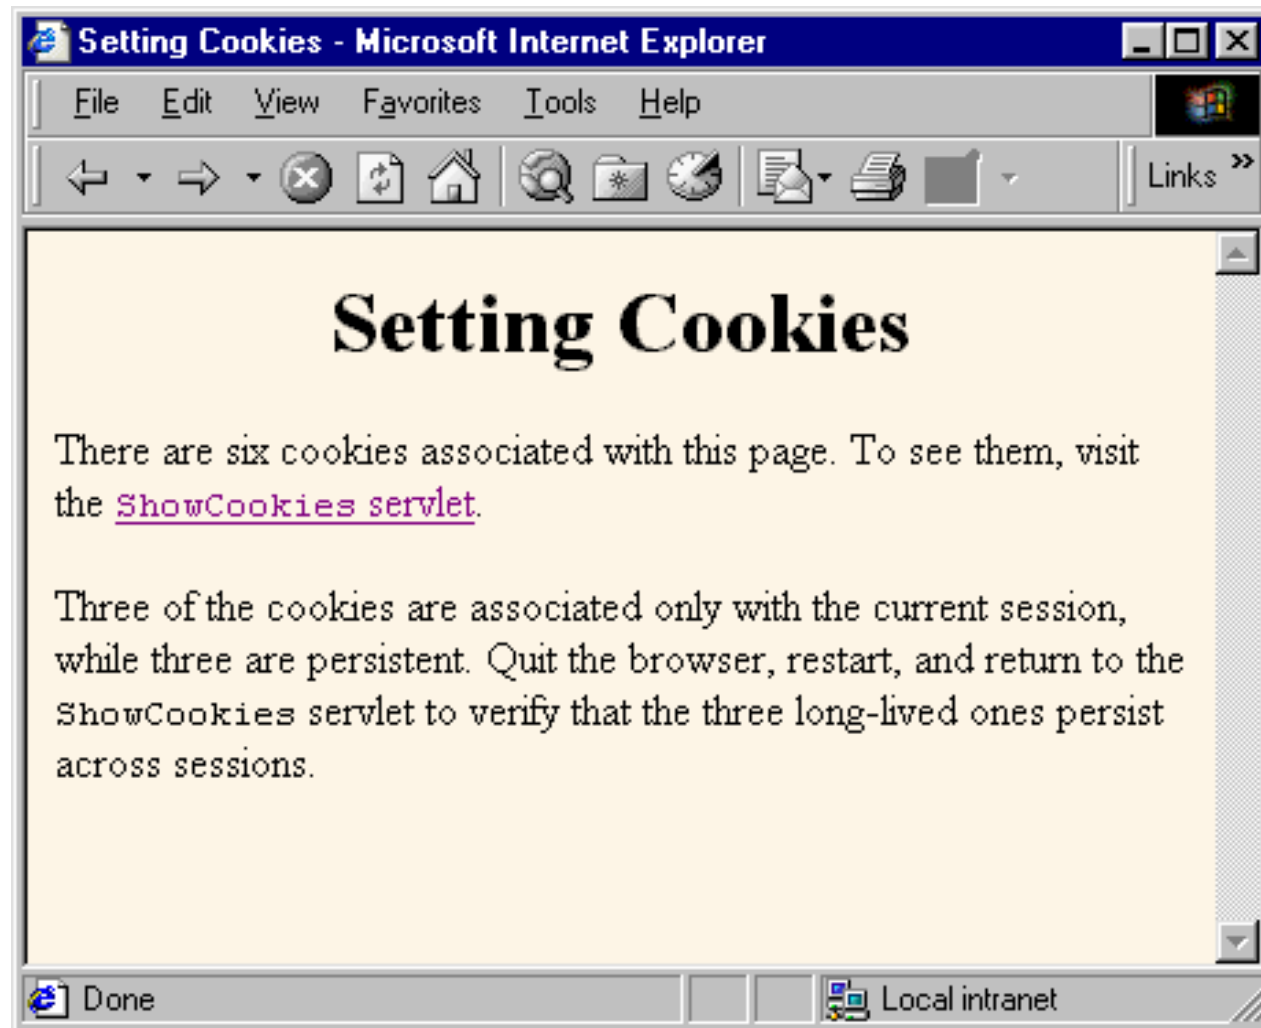 Setting Cookies - Microsoft Internet Explorer
File Edit View Favorites Tools Help
Links »
Setting Cookies
There are six cookies associated with this page. To see them, visit
the ShowCookies servlet.
Three of the cookies are associated only with the current session,
while three are persistent. Quit the browser, restart, and return to the
ShowCookies servlet to verify that the three long-lived ones persist
across sessions.
Done Local intranet